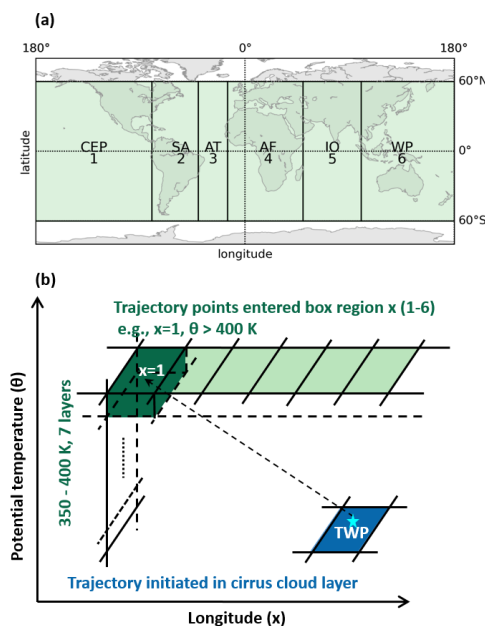 (a)
180°
0°
180°
60°N
CEP
SA
AT
AF
IO
WP
0°
1
2
3
4
5
6
60°S
latitude
longitude
(b)
Trajectory points entered box region x (1-6)
e.g., x=1, θ > 400 K
x=1
350 - 400 K, 7 layers
Potential temperature (θ)
TWP
Trajectory initiated in cirrus cloud layer
Longitude (x)